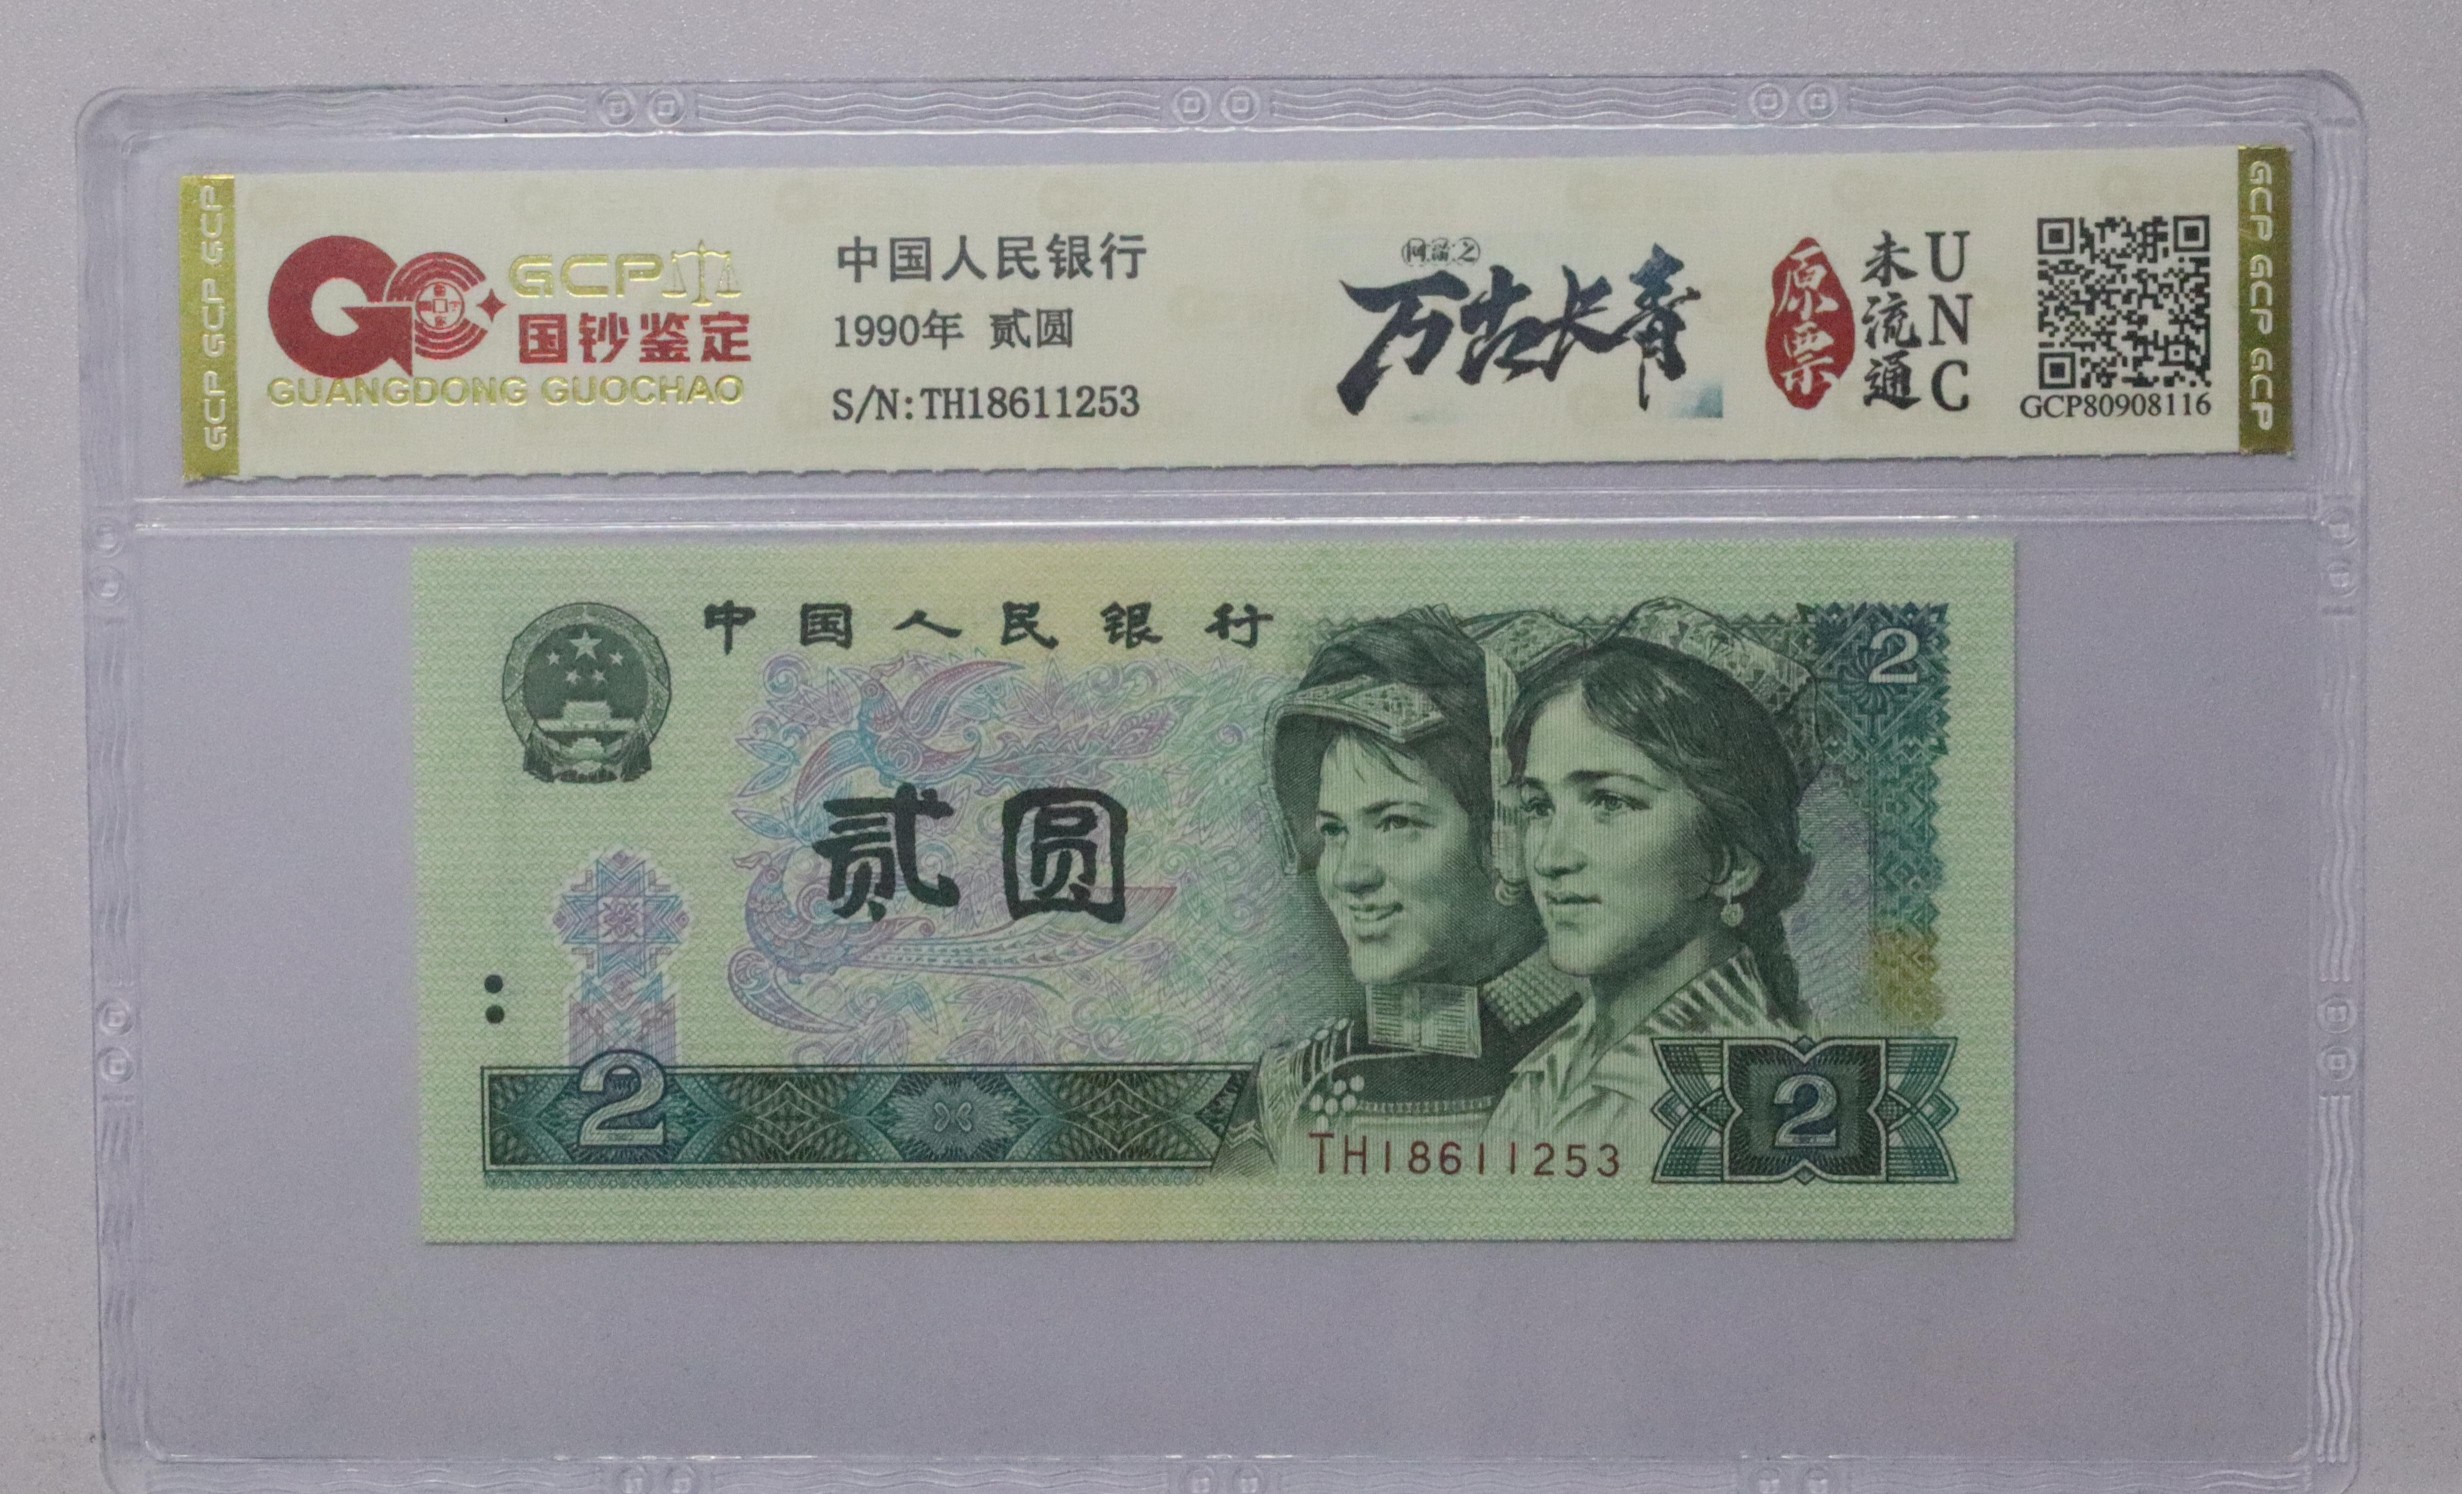 GCP GCP GCP
GCP
国钞鉴定
GUANGDONG GUOCHAO
中国人民银行
1990年 贰圆
S/N:TH18611253
万古长青
原票
未流通
UNC
GCP80908116
GCP GCP GCP
中国人民银行
2
贰圆
2
TH18611253
2